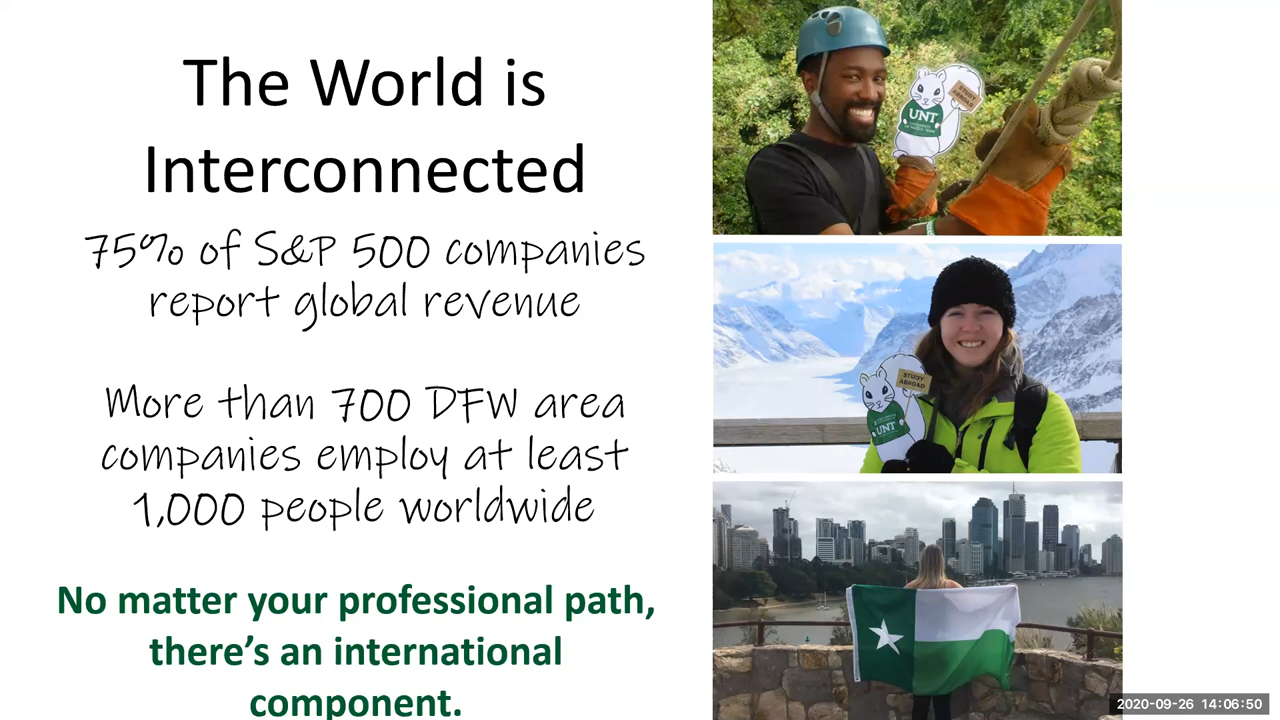 The World is
Interconnected
75% of S&P 500 companies
report global revenue
More than 700 DFW area
companies employ at least
1,000 people worldwide
No matter your professional path,
there's an international
component.
STUDY
ABROAD
UNT
STUDY
ABROAD
UNT
2020-09-26 14:06:50